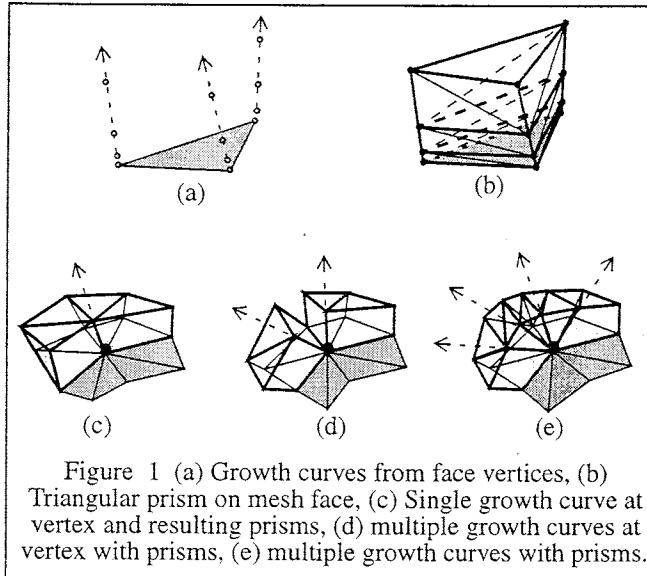 (a)
(b)
(c)
(d)
(e)
Figure 1 (a) Growth curves from face vertices, (b)
Triangular prism on mesh face, (c) Single growth curve at
vertex and resulting prisms, (d) multiple growth curves at
vertex with prisms, (e) multiple growth curves with prisms.